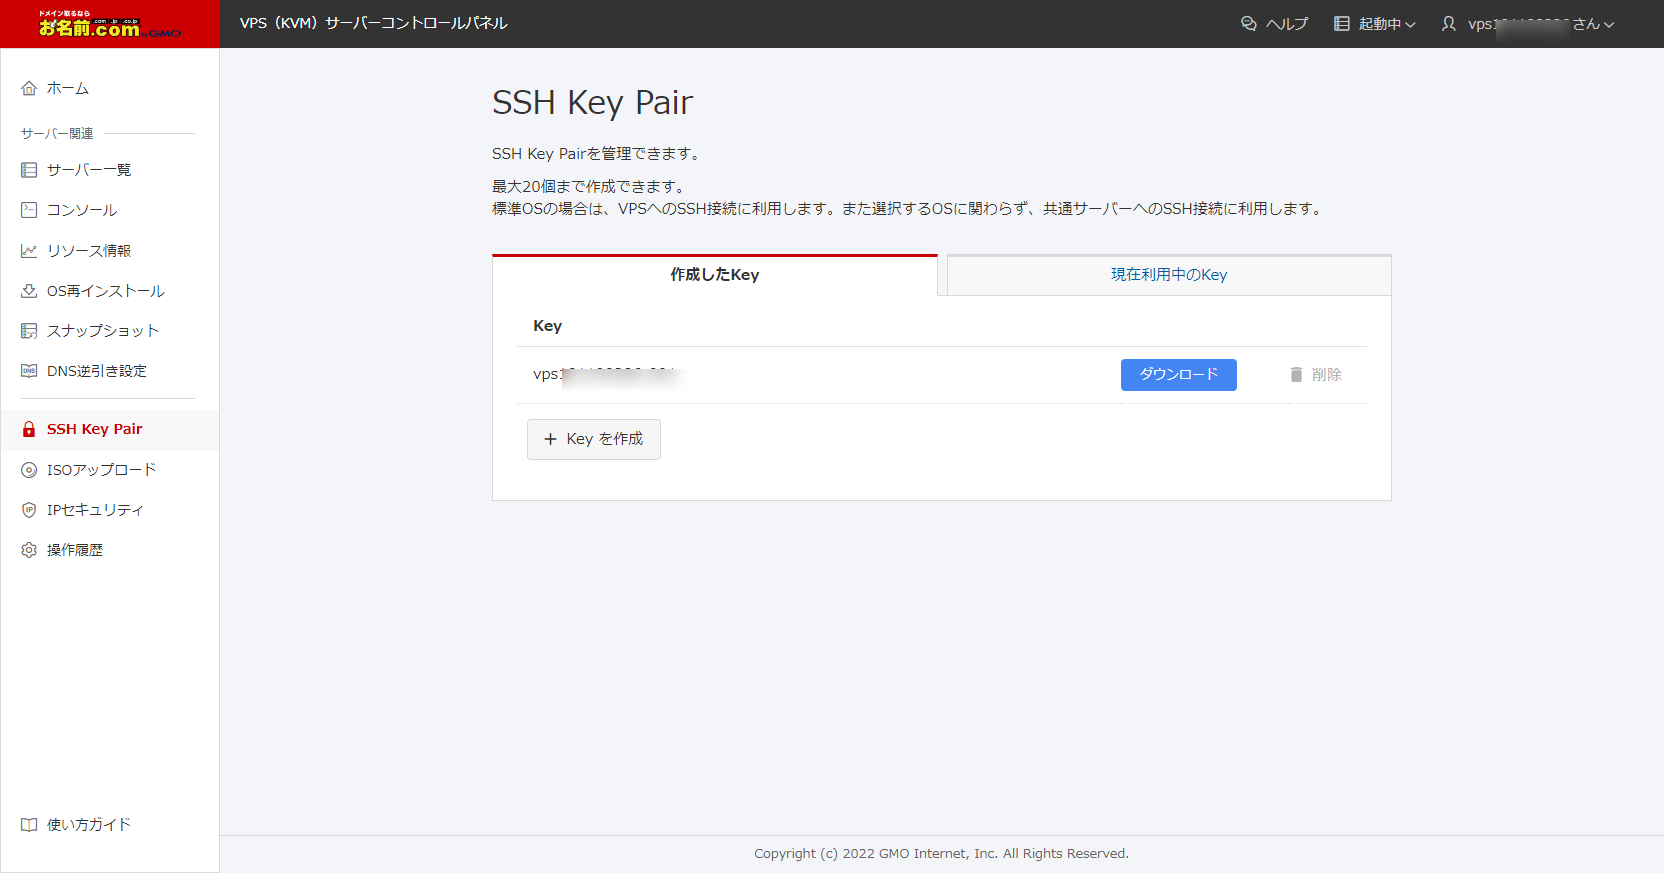 ドメイン取るなら
お名前.com
by GMO
VPS（KVM）サーバーコントロールパネル
ヘルプ
起動中
vps さん
ホーム
サーバー関連
サーバー一覧
コンソール
リソース情報
OS再インストール
スナップショット
DNS逆引き設定
SSH Key Pair
ISOアップロード
IPセキュリティ
操作履歴
使い方ガイド
SSH Key Pair
SSH Key Pairを管理できます。
最大20個まで作成できます。
標準OSの場合は、VPSへのSSH接続に利用します。また選択するOSに関わらず、共通サーバーへのSSH接続に利用します。
作成したKey
現在利用中のKey
Key
vps
ダウンロード
削除
＋ Key を作成
Copyright (c) 2022 GMO Internet, Inc. All Rights Reserved.